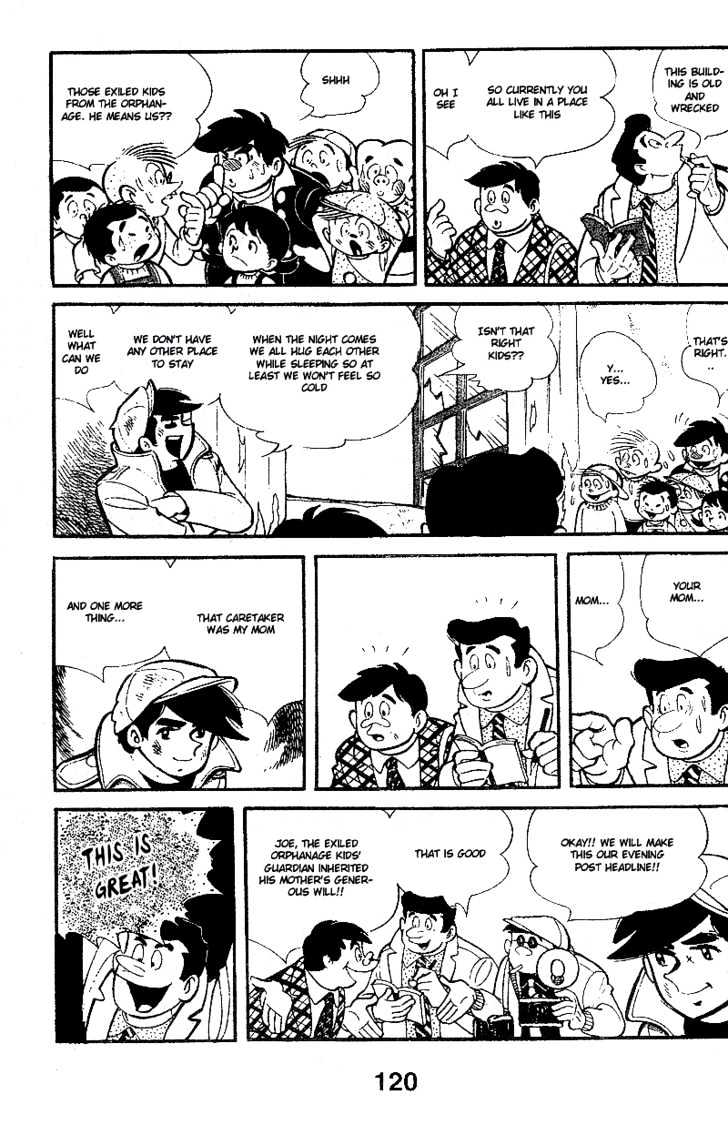 THOSE EXILED KIDS
FROM THE ORPHAN-
AGE. HE MEANS US??
SHHH
OH I
SEE
SO CURRENTLY YOU
ALL LIVE IN A PLACE
LIKE THIS
THIS BUILD-
ING IS OLD
AND
WRECKED
WELL
WHAT
CAN WE
DO
WE DON'T HAVE
ANY OTHER PLACE
TO STAY
WHEN THE NIGHT COMES
WE ALL HUG EACH OTHER
WHILE SLEEPING SO AT
LEAST WE WON'T FEEL SO
COLD
ISN'T THAT
RIGHT
KIDS??
Y...
YES...
THAT'S
RIGHT.
..
AND ONE MORE
THING...
THAT CARETAKER
WAS MY MOM
MOM...
YOUR
MOM...
THIS IS
GREAT!
JOE, THE EXILED
ORPHANAGE KIDS'
GUARDIAN INHERITED
HIS MOTHER'S GENER-
OUS WILL!!
THAT IS GOOD
OKAY!! WE WILL MAKE
THIS OUR EVENING
POST HEADLINE!!
120